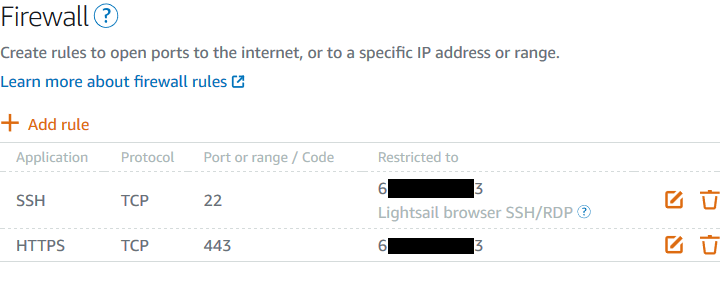 Firewall ?
Create rules to open ports to the internet, or to a specific IP address or range.
Learn more about firewall rules
+ Add rule
Application Protocol Port or range / Code Restricted to
SSH TCP 22 6 3
Lightsail browser SSH/RDP ?
HTTPS TCP 443 6 3